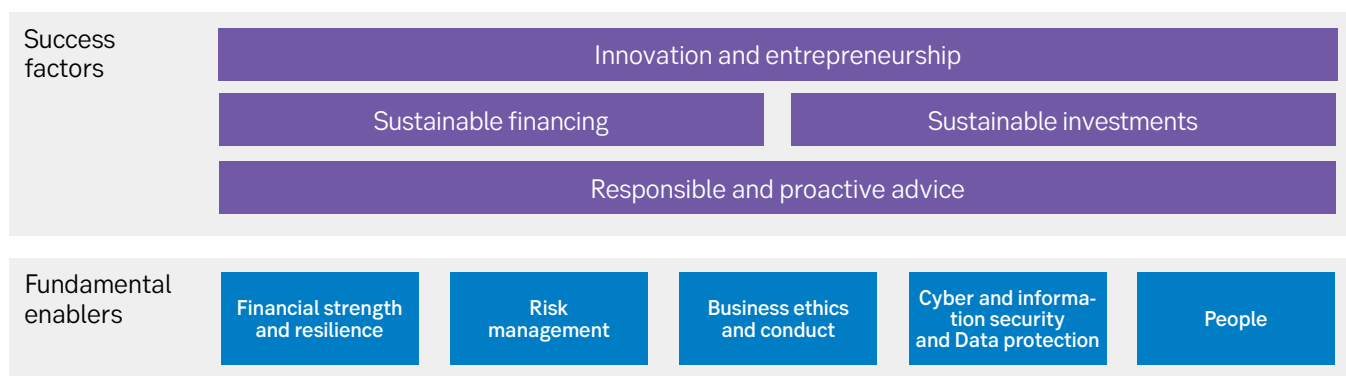 Success
factors
Innovation and entrepreneurship
Sustainable financing
Sustainable investments
Responsible and proactive advice
Fundamental
enablers
Financial strength
and resilience
Risk
management
Business ethics
and conduct
Cyber and informa-
tion security
and Data protection
People